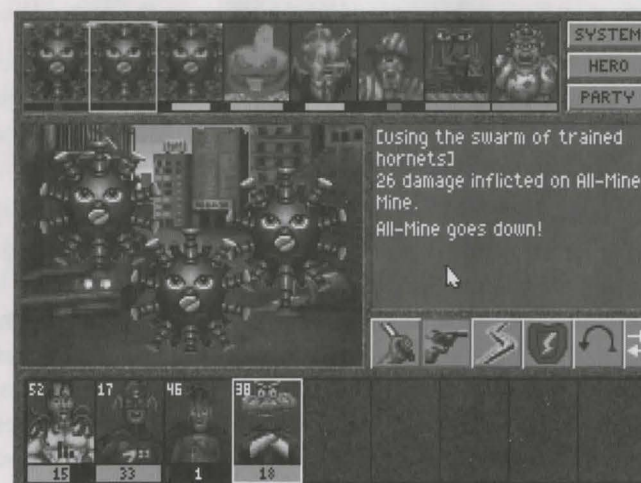 SYSTEM
HERO
PARTY
[using the swarm of trained
hornets]
26 damage inflicted on All-Mine
Mine.
All-Mine goes down!
52 17 46 38
15 33 1 18